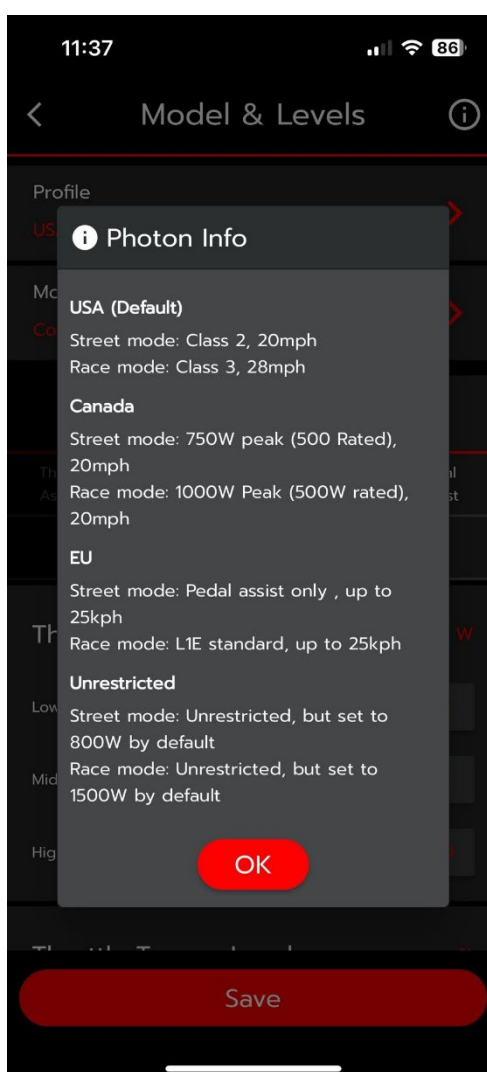 11:37
86
Model & Levels
Profile
Photon Info
USA (Default)
Street mode: Class 2, 20mph
Race mode: Class 3, 28mph
Canada
Street mode: 750W peak (500 Rated),
20mph
Race mode: 1000W Peak (500W rated),
20mph
EU
Street mode: Pedal assist only , up to
25kph
Race mode: L1E standard, up to 25kph
Unrestricted
Street mode: Unrestricted, but set to
800W by default
Race mode: Unrestricted, but set to
1500W by default
OK
W
Low
Mid
Save